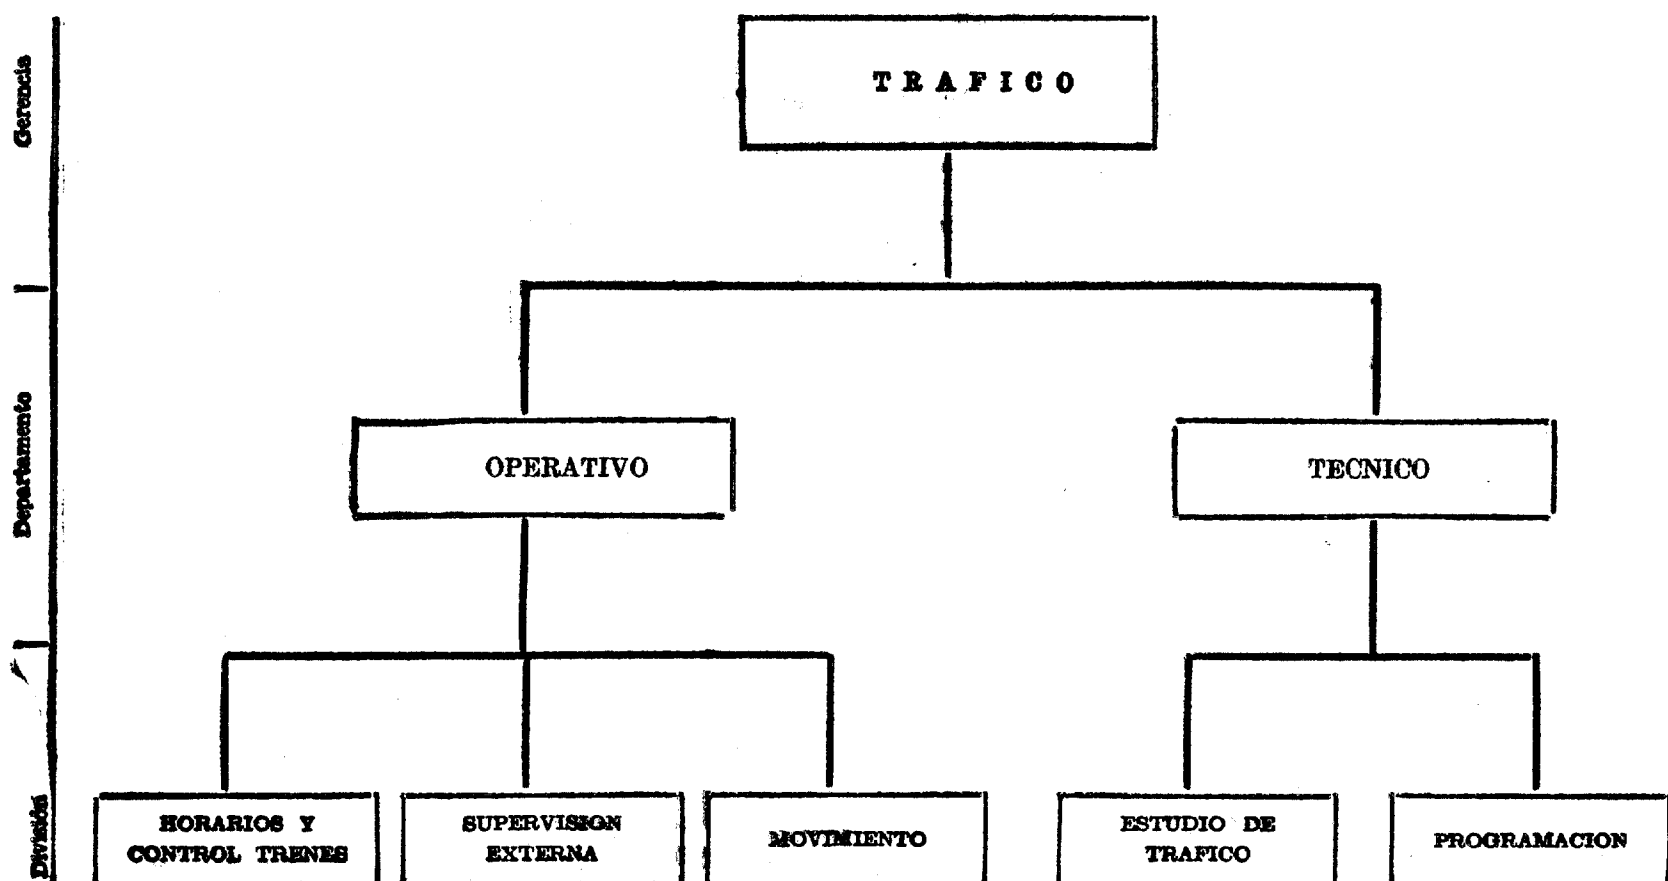 Gerencia
T R A F I C O
Departamento
OPERATIVO
TECNICO
División
HORARIOS Y
CONTROL TRENES
SUPERVISION
EXTERNA
MOVIMIENTO
ESTUDIO DE
TRAFICO
PROGRAMACION